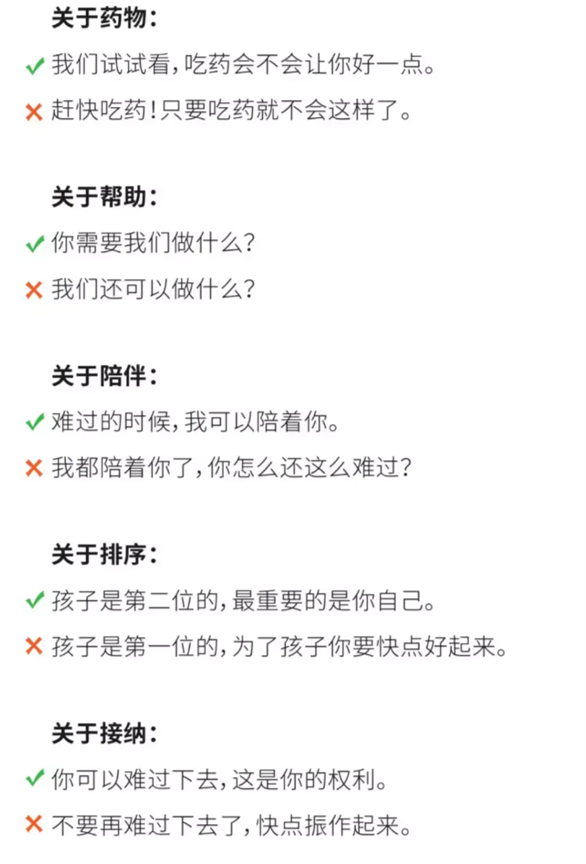 关于药物：
我们试试看，吃药会不会让你好一点。
赶快吃药！只要吃药就不会这样了。
关于帮助：
你需要我们做什么？
我们还可以做什么？
关于陪伴：
难过的时候，我可以陪着你。
我都陪着你了，你怎么还这么难过？
关于排序：
孩子是第二位的，最重要的是你自己。
孩子是第一位的，为了孩子你要快点好起来。
关于接纳：
你可以难过下去，这是你的权利。
不要再难过下去了，快点振作起来。